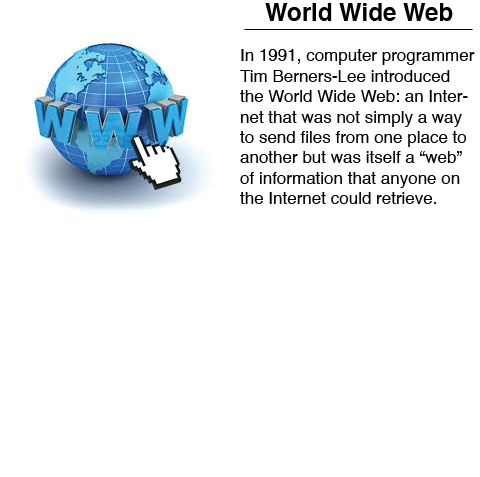 World Wide Web
In 1991, computer programmer
Tim Berners-Lee introduced
the World Wide Web: an Inter-
net that was not simply a way
to send files from one place to
another but was itself a “web”
of information that anyone on
the Internet could retrieve.
WWW